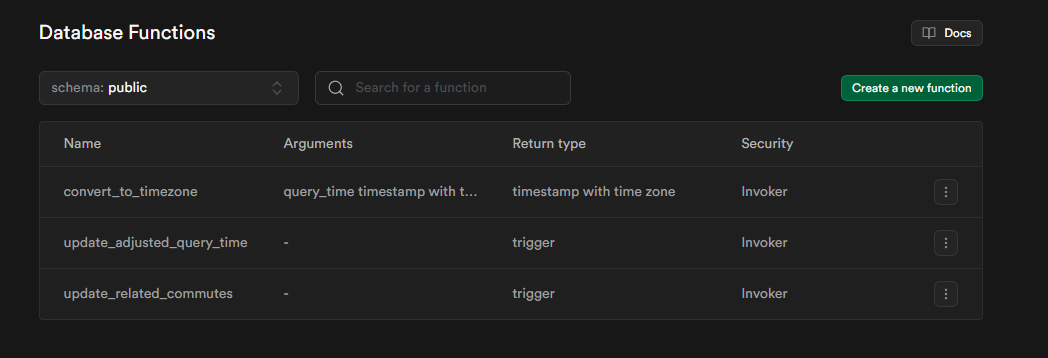 Database Functions
Docs
schema: public
Search for a function
Create a new function
Name Arguments Return type Security
convert_to_timezone query_time timestamp with t... timestamp with time zone Invoker
update_adjusted_query_time - trigger Invoker
update_related_commutes - trigger Invoker